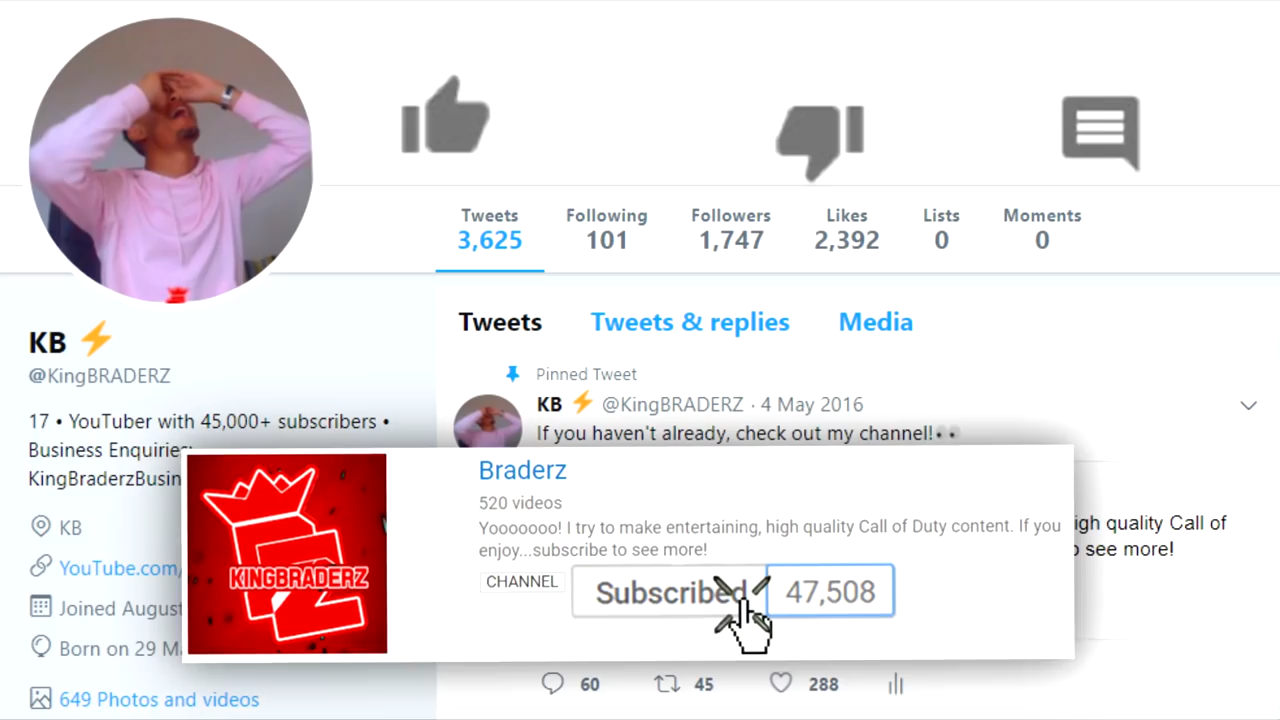 Tweets Following Followers Likes Lists Moments
3,625 101 1,747 2,392 0 0
KB
@KingBRADERZ
17 • YouTuber with 45,000+ subscribers •
Business Enquiries:
KingBraderzBusin
KB
YouTube.com/
Joined August
Born on 29
649 Photos and videos
Tweets Tweets & replies Media
Pinned Tweet
KB ⚡ @KingBRADERZ · 4 May 2016
If you haven't already, check out my channel!
igh quality Call of
see more!
KINGBRADERZ
Braderz
520 videos
Yooooooo! I try to make entertaining, high quality Call of Duty content. If you
enjoy...subscribe to see more!
CHANNEL
Subscribed 47,508
60 45 288